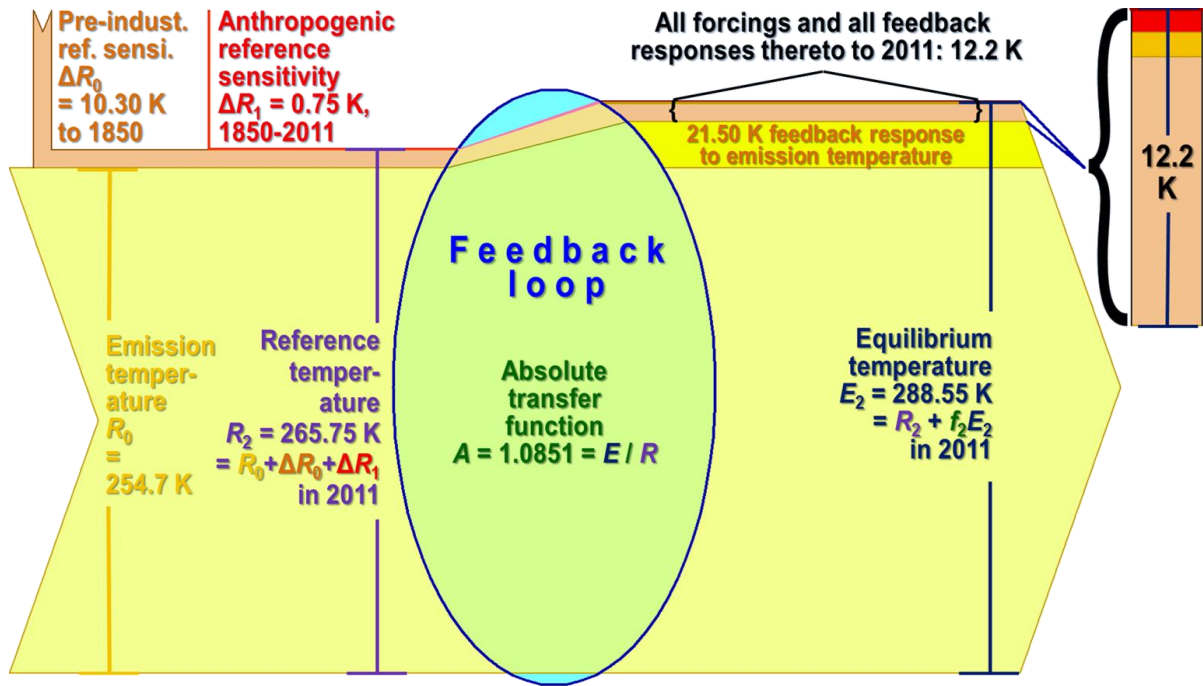 Pre-indust.
ref. sensi.
ΔR₀
= 10.30 K
to 1850
Anthropogenic
reference
sensitivity
ΔR₁ = 0.75 K,
1850-2011
All forcings and all feedback
responses thereto to 2011: 12.2 K
21.50 K feedback response
to emission temperature
12.2
K
Feedback
loop
Emission
temper-
ature
R₀
=
254.7 K
Reference
temper-
ature
R₂ = 265.75 K
= R₀+ΔR₀+ΔR₁
in 2011
Absolute
transfer
function
A = 1.0851 = E / R
Equilibrium
temperature
E₂ = 288.55 K
= R₂ + f₂E₂
in 2011